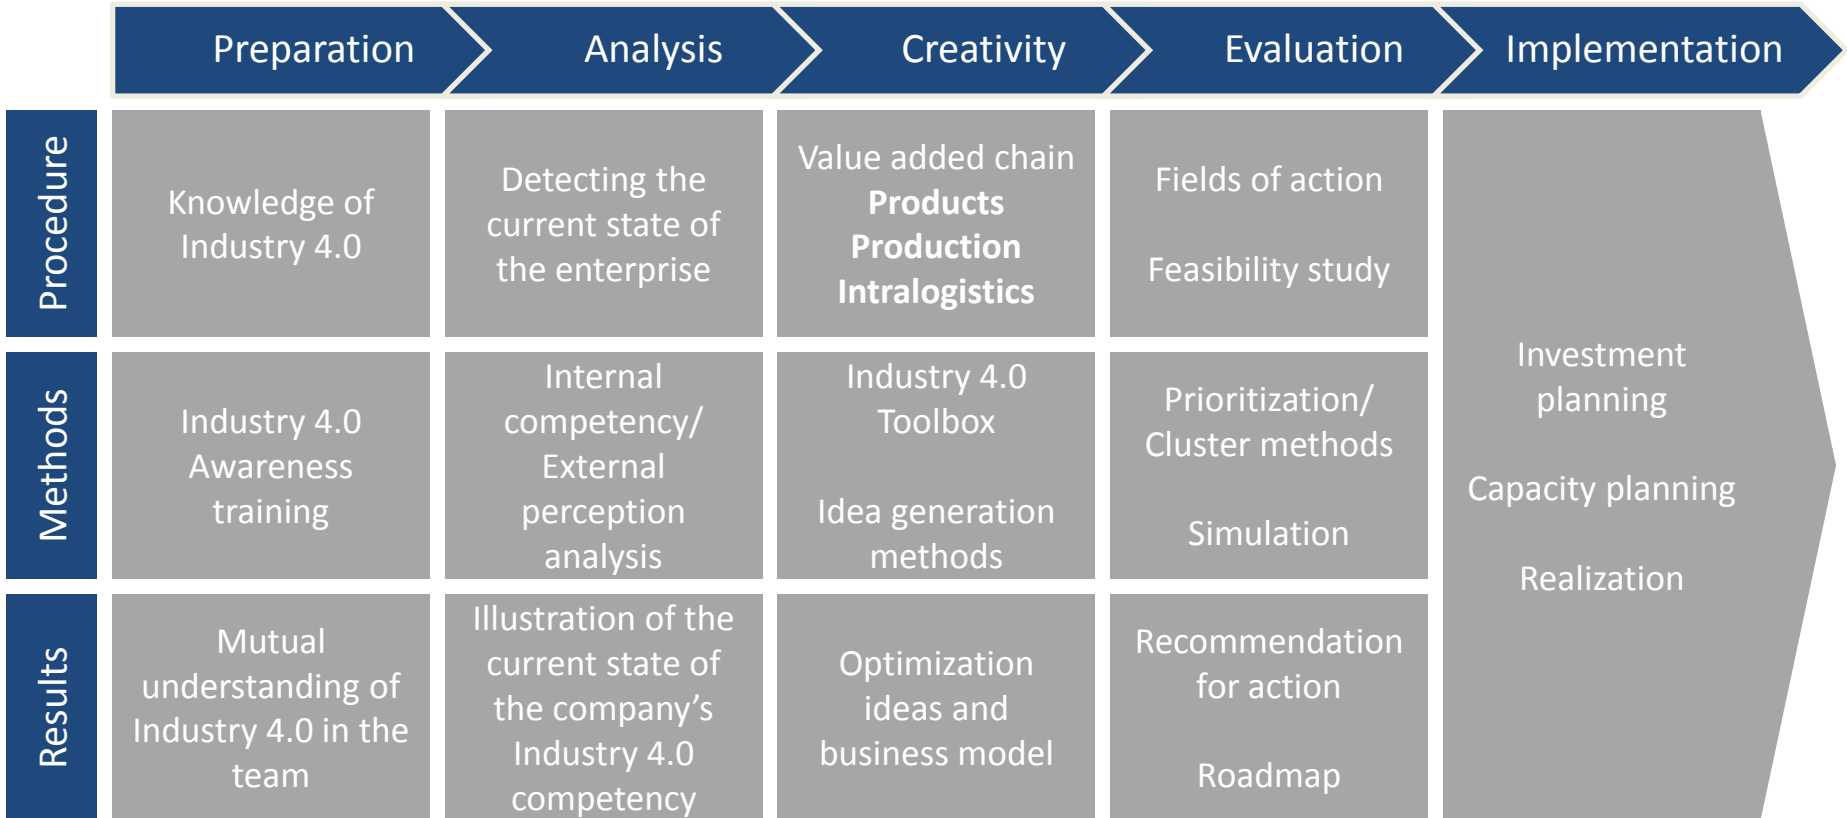 Preparation
Analysis
Creativity
Evaluation
Implementation
Procedure
Knowledge of
Industry 4.0
Detecting the
current state of
the enterprise
Value added chain
Products
Production
Intralogistics
Fields of action
Feasibility study
Methods
Industry 4.0
Awareness
training
Internal
competency/
External
perception
analysis
Industry 4.0
Toolbox
Idea generation
methods
Prioritization/
Cluster methods
Simulation
Results
Mutual
understanding of
Industry 4.0 in the
team
Illustration of the
current state of
the company’s
Industry 4.0
competency
Optimization
ideas and
business model
Recommendation
for action
Roadmap
Investment
planning
Capacity planning
Realization